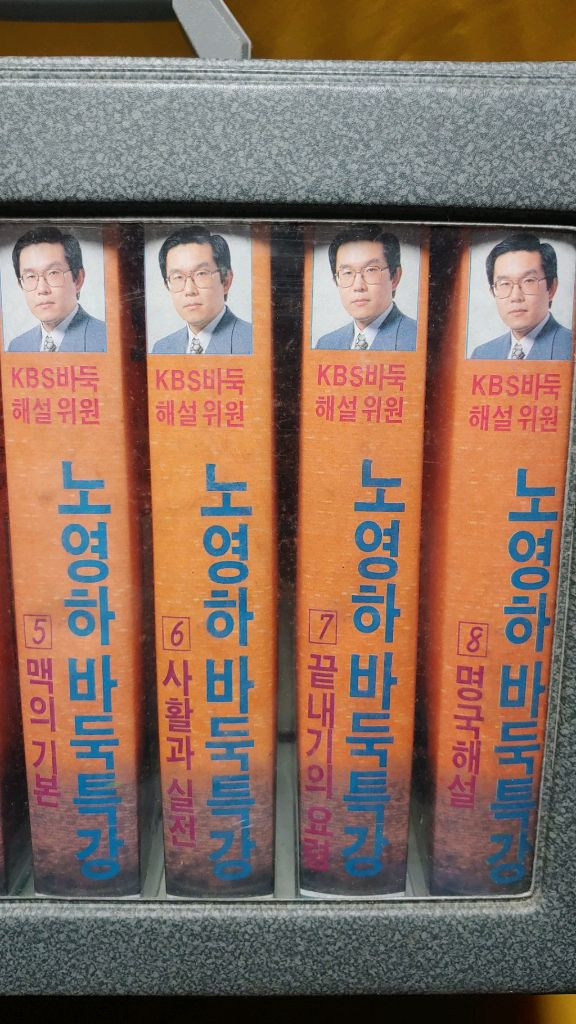 KBS바둑
해설위원
노영하 바둑특강
5 맥의 기본
KBS바둑
해설위원
노영하 바둑특강
6 사활과 실전
KBS바둑
해설위원
노영하 바둑특강
7 끝내기의 요령
KBS바둑
해설위원
노영하 바둑특강
8 명국해설